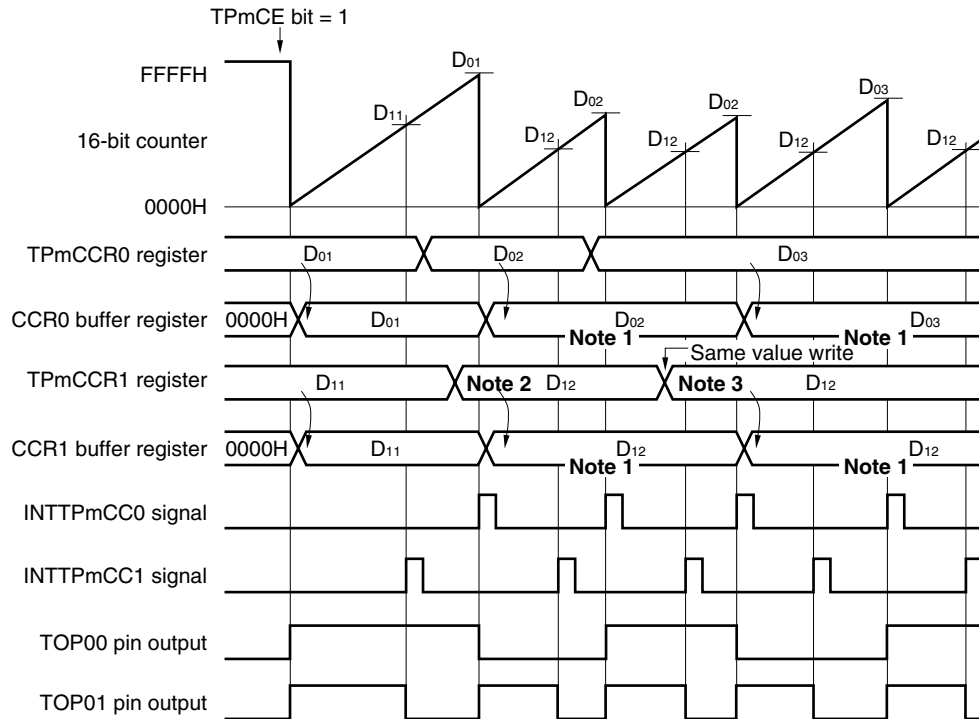 TPmCE bit = 1
FFFFH
16-bit counter
0000H
D01
D11
D02
D12
D02
D12
D03
D12
D12
TPmCCR0 register
D01
D02
D03
CCR0 buffer register
0000H
D01
D02
Note 1
D03
Note 1
Same value write
TPmCCR1 register
D11
Note 2
D12
Note 3
D12
CCR1 buffer register
0000H
D11
D12
Note 1
D12
Note 1
INTTPmCC0 signal
INTTPmCC1 signal
TOP00 pin output
TOP01 pin output